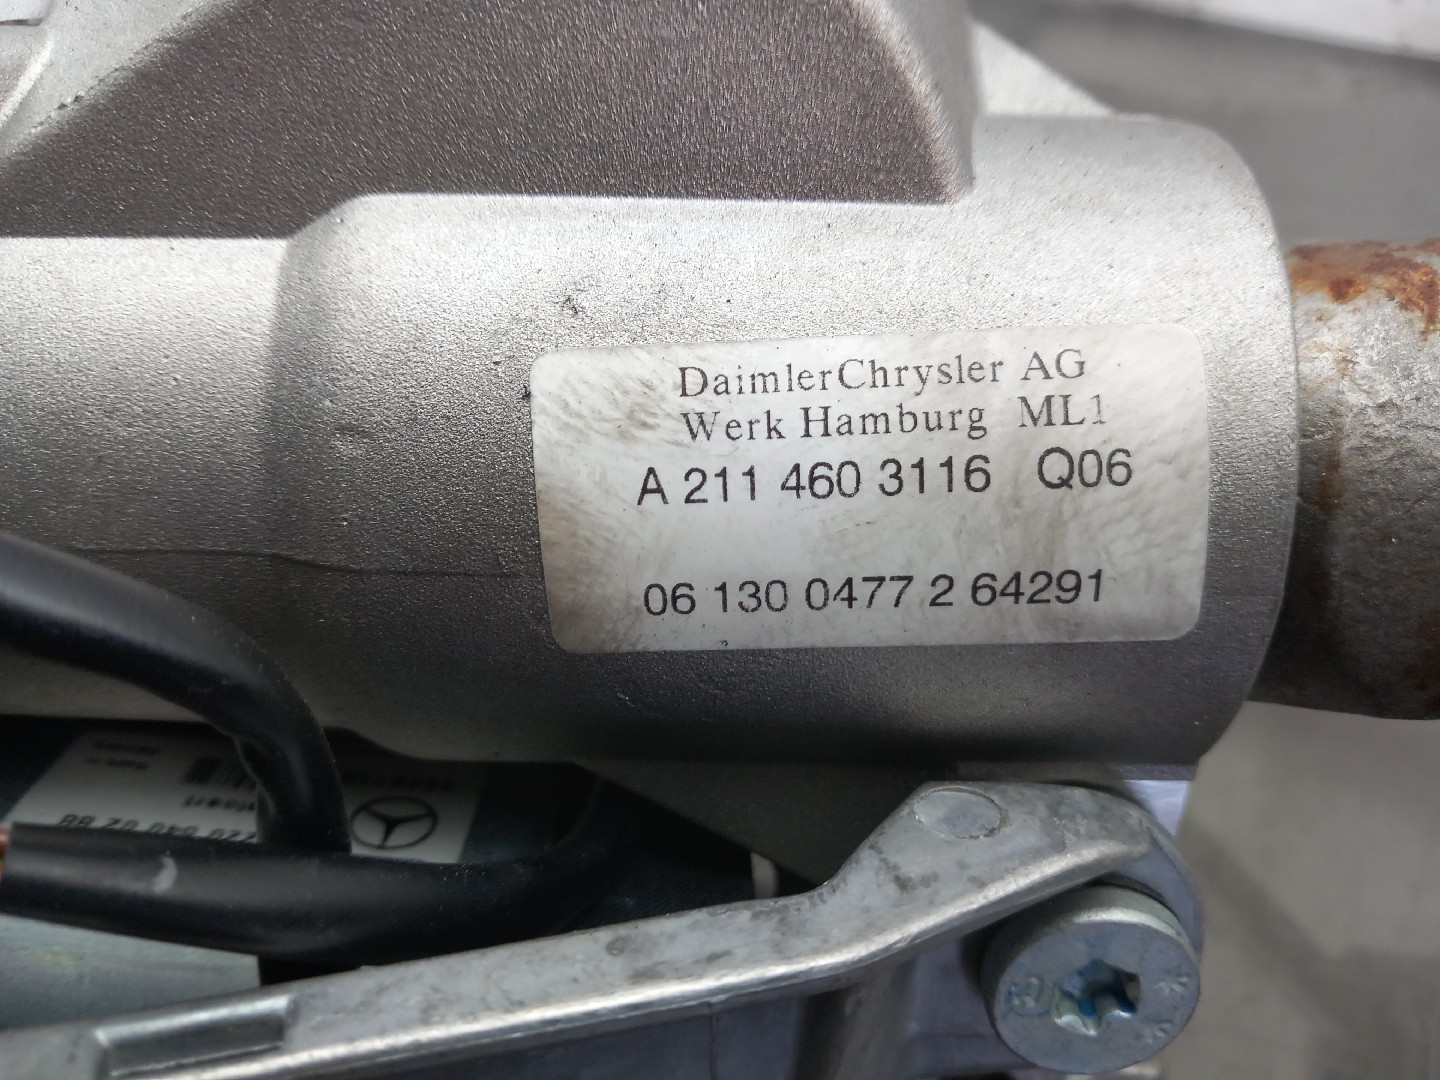 DaimlerChrysler AG
Werk Hamburg ML1
A 211 460 3116 Q06
06 130 0477 2 64291